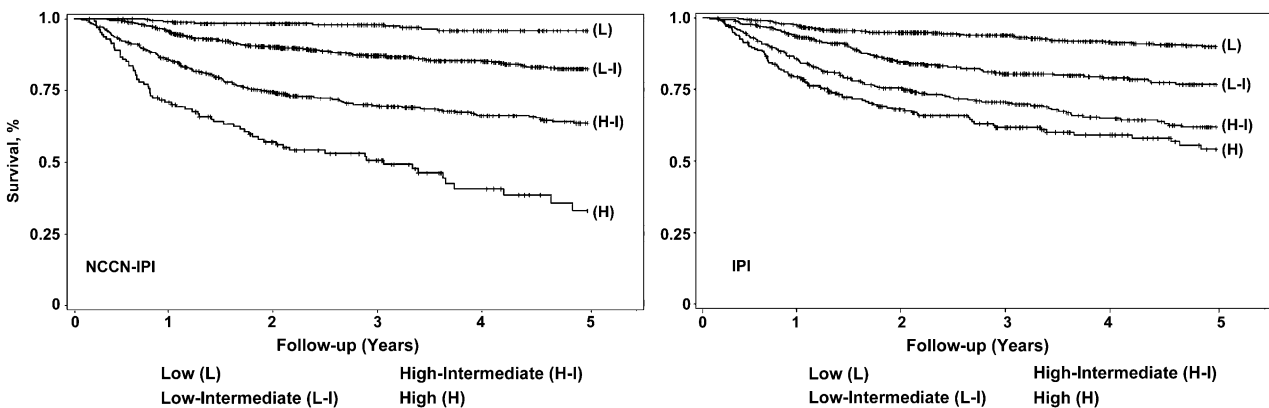 1.0
0.75
0.5
0.25
0
Survival, %
(L)
(L-I)
(H-I)
(H)
NCCN-IPI
0 1 2 3 4 5
Follow-up (Years)
Low (L) High-Intermediate (H-I)
Low-Intermediate (L-I) High (H)
1.0
0.75
0.5
0.25
0
(L)
(L-I)
(H-I)
(H)
IPI
0 1 2 3 4 5
Follow-up (Years)
Low (L) High-Intermediate (H-I)
Low-Intermediate (L-I) High (H)